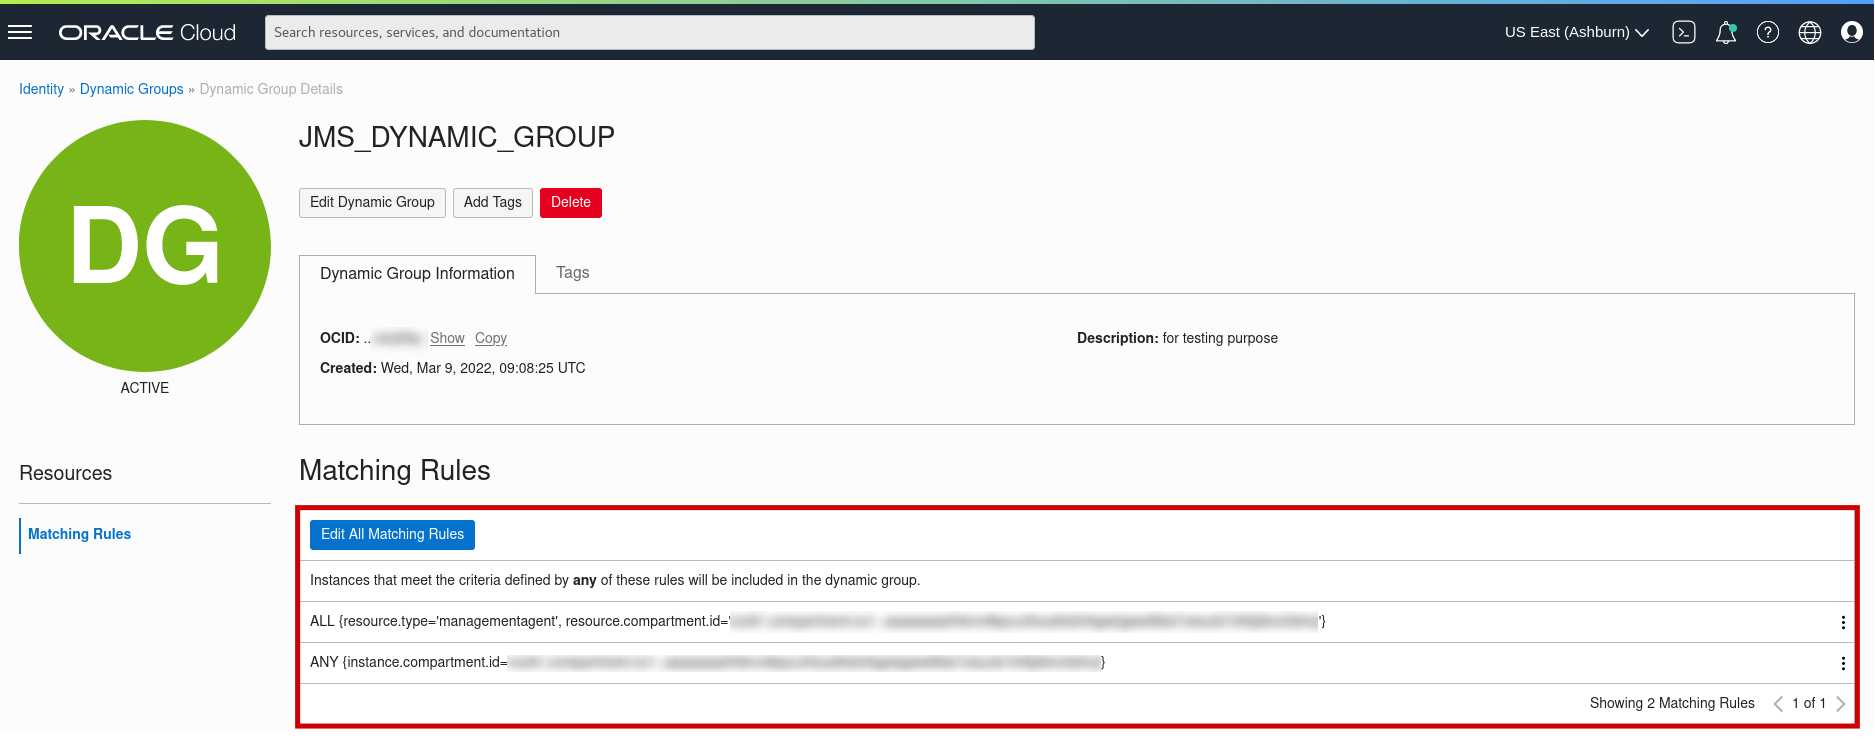 ORACLE Cloud
Search resources, services, and documentation
US East (Ashburn)
Identity » Dynamic Groups » Dynamic Group Details
DG
ACTIVE
JMS_DYNAMIC_GROUP
Edit Dynamic Group
Add Tags
Delete
Dynamic Group Information
Tags
OCID: .. Show Copy
Description: for testing purpose
Created: Wed, Mar 9, 2022, 09:08:25 UTC
Resources
Matching Rules
Matching Rules
Edit All Matching Rules
Instances that meet the criteria defined by any of these rules will be included in the dynamic group.
ALL {resource.type='managementagent', resource.compartment.id=' '}
ANY {instance.compartment.id= }
Showing 2 Matching Rules
1 of 1